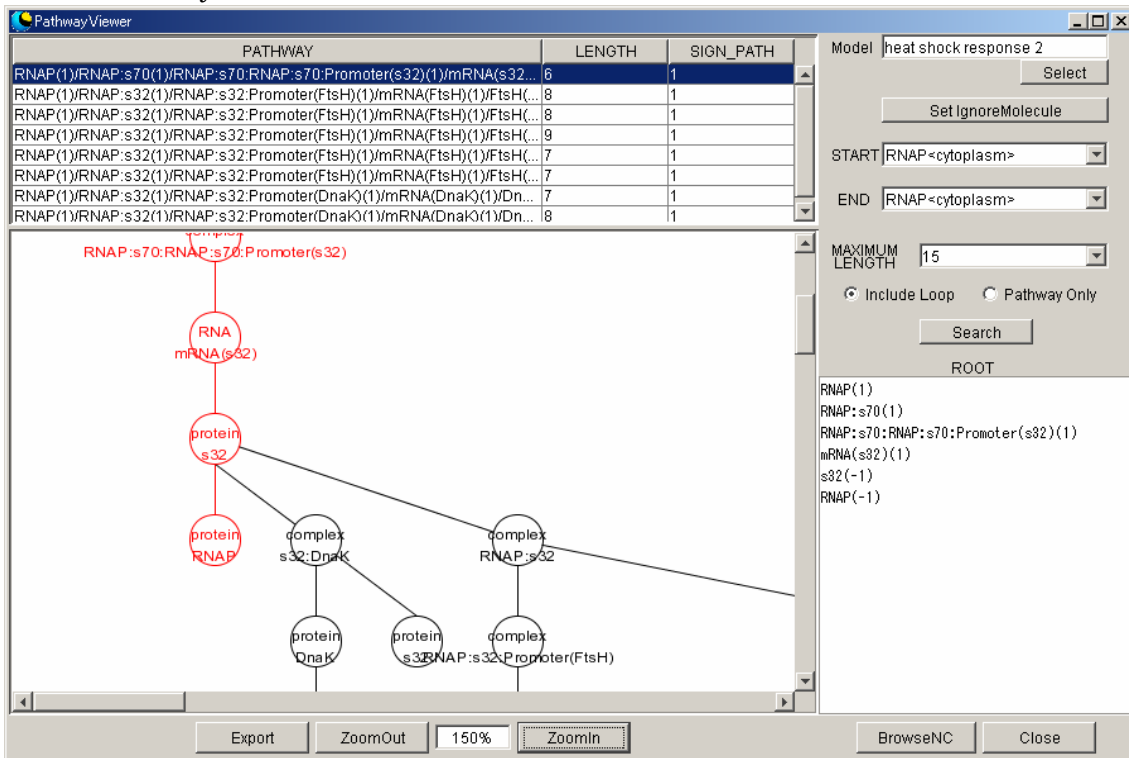 PathwayViewer
PATHWAY LENGTH SIGN_PATH
RNAP(1)/RNAP:s70(1)/RNAP:s70:RNAP:s70:Promoter(s32)(1)/mRNA(s32... 6 1
RNAP(1)/RNAP:s32(1)/RNAP:s32:Promoter(FtsH)(1)/mRNA(FtsH)(1)/FtsH(... 8 1
RNAP(1)/RNAP:s32(1)/RNAP:s32:Promoter(FtsH)(1)/mRNA(FtsH)(1)/FtsH(... 8 1
RNAP(1)/RNAP:s32(1)/RNAP:s32:Promoter(FtsH)(1)/mRNA(FtsH)(1)/FtsH(... 9 1
RNAP(1)/RNAP:s32(1)/RNAP:s32:Promoter(FtsH)(1)/mRNA(FtsH)(1)/FtsH(... 7 1
RNAP(1)/RNAP:s32(1)/RNAP:s32:Promoter(FtsH)(1)/mRNA(FtsH)(1)/FtsH(... 7 1
RNAP(1)/RNAP:s32(1)/RNAP:s32:Promoter(DnaK)(1)/mRNA(DnaK)(1)/Dn... 7 1
RNAP(1)/RNAP:s32(1)/RNAP:s32:Promoter(DnaK)(1)/mRNA(DnaK)(1)/Dn... 8 1
complex
RNAP:s70:RNAP:s70:Promoter(s32)
RNA
mRNA(s32)
protein
s32
protein complex complex
RNAP s32:DnaK RNAP:s32
protein protein complex
DnaK s32 RNAP:s32:Promoter(FtsH)
Model heat shock response 2
Select
Set IgnoreMolecule
START RNAP<cytoplasm>
END RNAP<cytoplasm>
MAXIMUM
LENGTH 15
Include Loop Pathway Only
Search
ROOT
RNAP(1)
RNAP:s70(1)
RNAP:s70:RNAP:s70:Promoter(s32)(1)
mRNA(s32)(1)
s32(-1)
RNAP(-1)
Export ZoomOut 150% ZoomIn BrowseNC Close